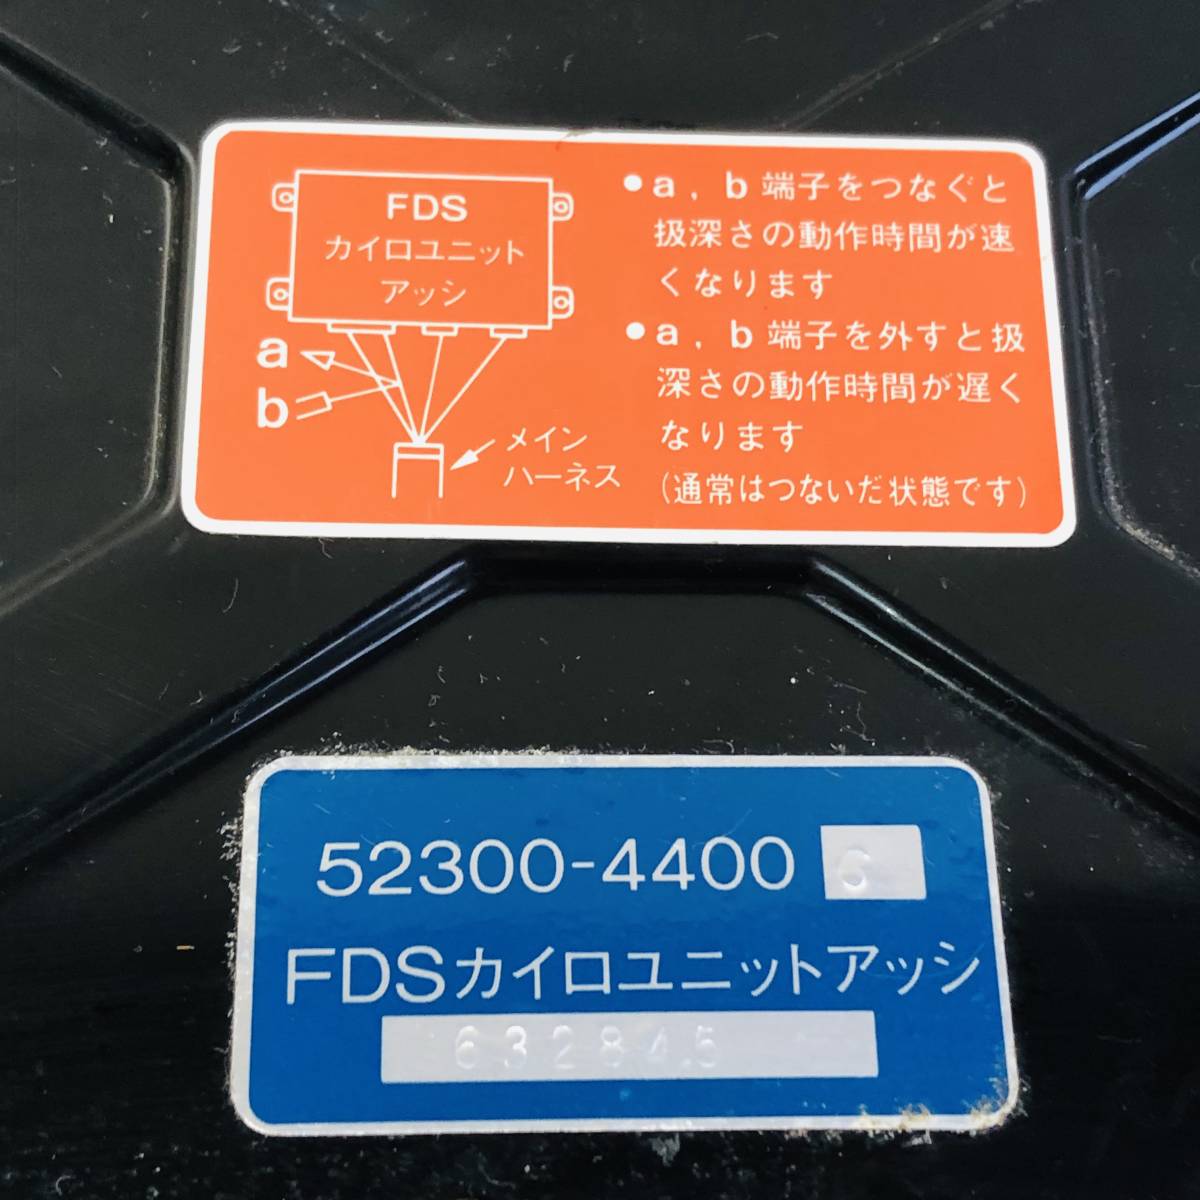 FDS
カイロユニット
アッシ
a
b
メイン
ハーネス
●a,b端子をつなぐと
扱深さの動作時間が速
くなります
●a,b端子を外すと扱
深さの動作時間が遅く
なります
(通常はつないだ状態です)
52300-4400 6
FDSカイロユニットアッシ
632845